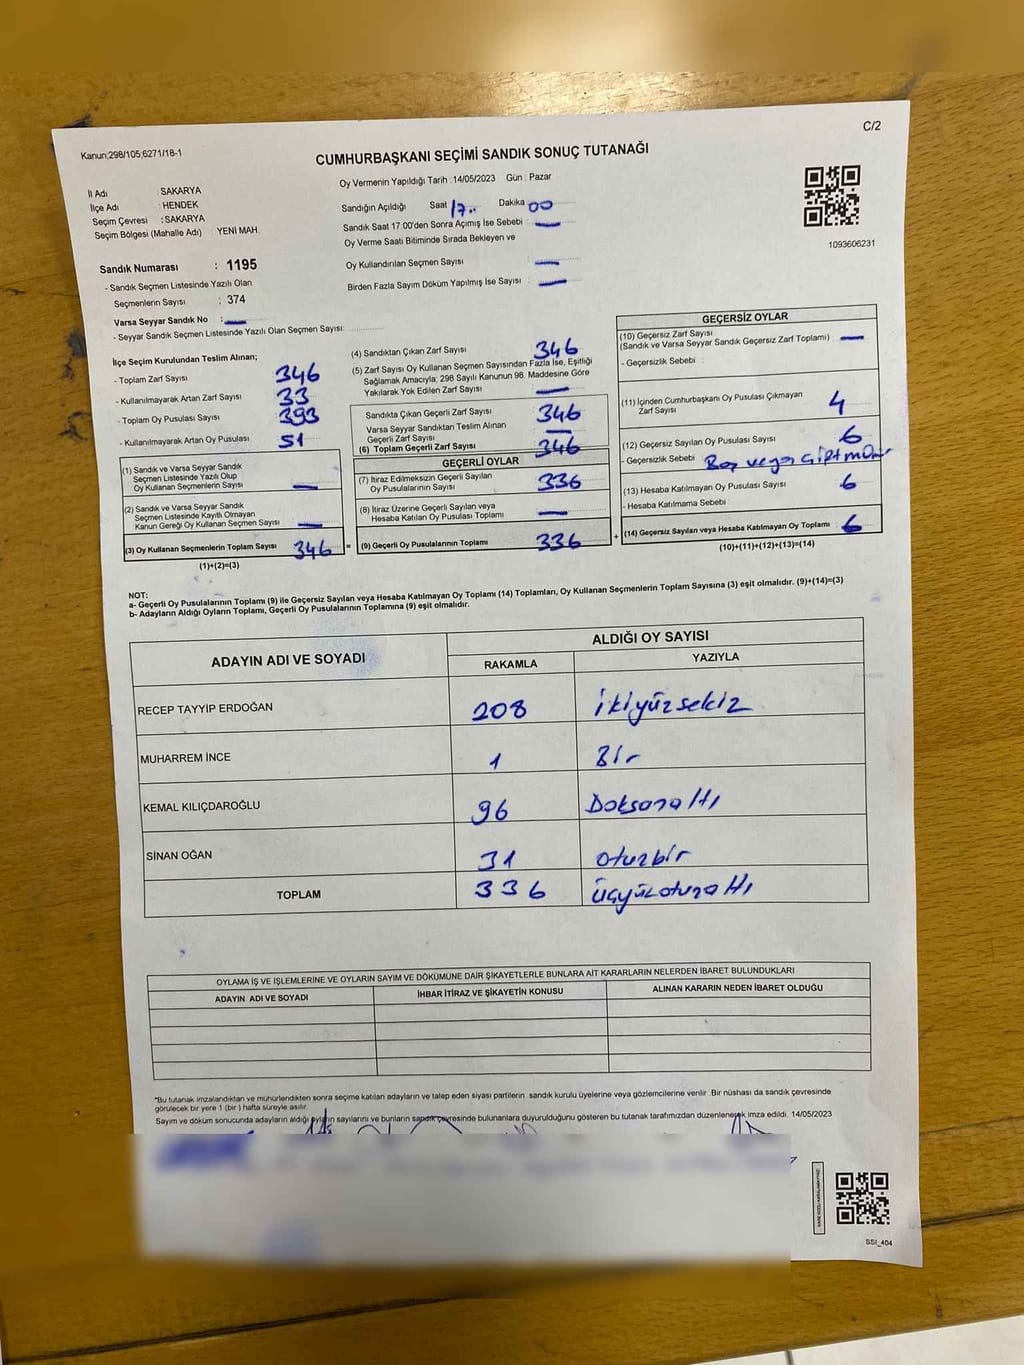 C/2
Kanun;298/105;6271/18-1
CUMHURBAŞKANI SEÇİMİ SANDIK SONUÇ TUTANAĞI
İl Adı : SAKARYA
İlçe Adı : HENDEK
Seçim Çevresi : SAKARYA
Seçim Bölgesi (Mahalle Adı) : YENİ MAH.
Oy Vermenin Yapıldığı Tarih : 14/05/2023 Gün : Pazar
Sandığın Açıldığı Saat 17.. Dakika 00
Sandık Saat 17:00'den Sonra Açımış İse Sebebi : —
Oy Verme Saati Bitiminde Sırada Bekleyen ve
Oy Kullandırılan Seçmen Sayısı —
Birden Fazla Sayım Döküm Yapılmış İse Sayısı : —
1093606231
Sandık Numarası : 1195
- Sandık Seçmen Listesinde Yazılı Olan
Seçmenlerin Sayısı : 374
Varsa Seyyar Sandık No : —
- Seyyar Sandık Seçmen Listesinde Yazılı Olan Seçmen Sayısı:
İlçe Seçim Kurulundan Teslim Alınan;
- Toplam Zarf Sayısı 346
- Kullanılmayarak Artan Zarf Sayısı 33
- Toplam Oy Pusulası Sayısı 393
- Kullanılmayarak Artan Oy Pusulası 51
(1) Sandık ve Varsa Seyyar Sandık
Seçmen Listesinde Yazılı Olup
Oy Kullanan Seçmenlerin Sayısı —
(2) Sandık ve Varsa Seyyar Sandık
Seçmen Listesinde Kayıtlı Olmayan
Kanun Gereği Oy Kullanan Seçmen Sayısı —
(3) Oy Kullanan Seçmenlerin Toplam Sayısı 346 =
(1)+(2)=(3)
(4) Sandıktan Çıkan Zarf Sayısı 346
(5) Zarf Sayısı Oy Kullanan Seçmen Sayısından Fazla İse, Eşitliği
Sağlamak Amacıyla, 298 Sayılı Kanunun 98. Maddesine Göre
Yakılarak Yok Edilen Zarf Sayısı —
Sandıkta Çıkan Geçerli Zarf Sayısı 346
Varsa Seyyar Sandıktan Teslim Alınan
Geçerli Zarf Sayısı —
(6) Toplam Geçerli Zarf Sayısı 346
GEÇERLİ OYLAR
(7) İtiraz Edilmeksizin Geçerli Sayılan
Oy Pusulalarının Sayısı 336
(8) İtiraz Üzerine Geçerli Sayılan veya
Hesaba Katılan Oy Pusulası Toplamı —
(9) Geçerli Oy Pusulalarının Toplamı 336 +
GEÇERSİZ OYLAR
(10) Geçersiz Zarf Sayısı
(Sandık ve Varsa Seyyar Sandık Geçersiz Zarf Toplamı) : —
- Geçersizlik Sebebi :
(11) İçinden Cumhurbaşkanı Oy Pusulası Çıkmayan
Zarf Sayısı 4
(12) Geçersiz Sayılan Oy Pusulası Sayısı 6
- Geçersizlik Sebebi Boş veya
(13) Hesaba Katılmayan Oy Pusulası Sayısı 6
- Hesaba Katılmama Sebebi :
(14) Geçersiz Sayılan veya Hesaba Katılmayan Oy Toplamı 6
(10)+(11)+(12)+(13)=(14)
NOT:
a- Geçerli Oy Pusulalarının Toplamı (9) ile Geçersiz Sayılan veya Hesaba Katılmayan Oy Toplamı (14) Toplamları, Oy Kullanan Seçmenlerin Toplam Sayısına (3) eşit olmalıdır. (9)+(14)=(3)
b- Adayların Aldığı Oyların Toplamı, Geçerli Oy Pusulalarının Toplamına (9) eşit olmalıdır.
ADAYIN ADI VE SOYADI
ALDIĞI OY SAYISI
RAKAMLA YAZIYLA
RECEP TAYYİP ERDOĞAN 208 ikiyüzsekiz
MUHARREM İNCE 1 Bir
KEMAL KILIÇDAROĞLU 96 Doksanaltı
SİNAN OĞAN 31 otuzbir
TOPLAM 336 Üçyüzotuzaltı
OYLAMA İŞ VE İŞLEMLERİNE VE OYLARIN SAYIM VE DÖKÜMÜNE DAİR ŞİKAYETLERLE BUNLARA AİT KARARLARIN NELERDEN İBARET BULUNDUKLARI
ADAYIN ADI VE SOYADI İHBAR İTİRAZ VE ŞİKAYETİN KONUSU ALINAN KARARIN NEDEN İBARET OLDUĞU
"Bu tutanak imzalandıktan ve mühürlendikten sonra seçime katılan adayların ve talep eden siyasi partilerin sandık kurulu üyelerine veya gözlemcilerine verilir. Bir nüshası da sandık çevresinde
görülecek bir yere 1 (bir) hafta süreyle asılır.
Sayım ve döküm sonucunda adayların aldığı oyların sayılarını ve bunların sandık çevresinde bulunanlara duyurulduğunu gösteren bu tutanak tarafımızdan düzenlenerek imza edildi. 14/05/2023
SSI_404